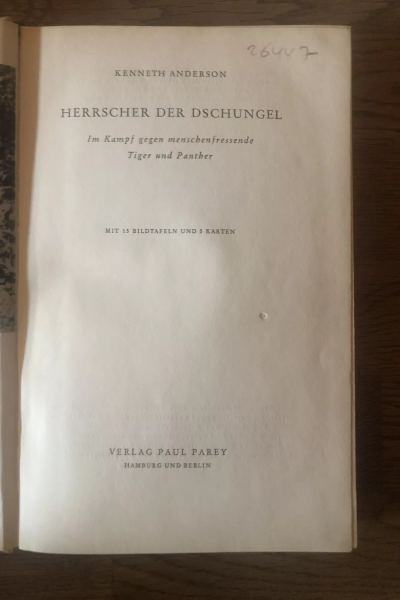 26447
KENNETH ANDERSON
HERRSCHER DER DSCHUNGEL
Im Kampf gegen menschenfressende
Tiger und Panther
MIT 15 BILDTAFELN UND 8 KARTEN
VERLAG PAUL PAREY
HAMBURG UND BERLIN